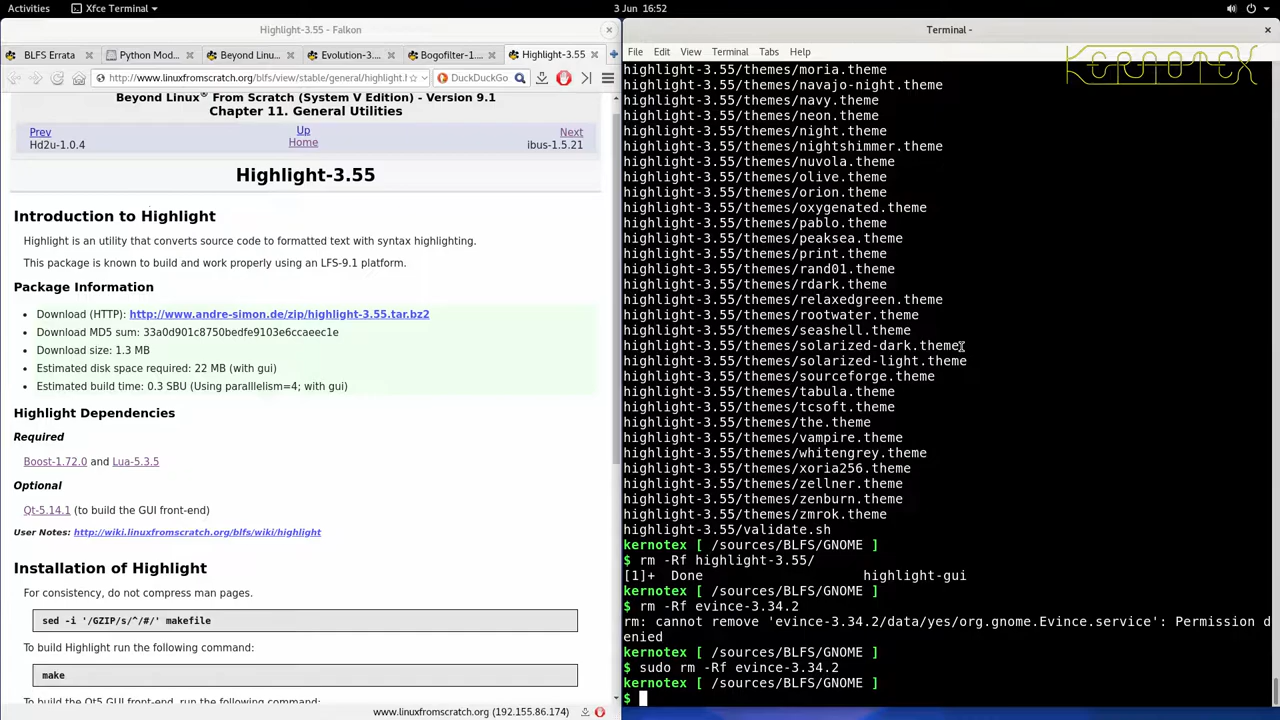 Activities
Xfce Terminal
3 Jun 16:52
Highlight-3.55 - Falkon
BLFS Errata
Python Mod...
Beyond Linu...
Evolution-3....
Bogofilter-1....
Highlight-3.55
http://www.linuxfromscratch.org/blfs/view/stable/general/highlight.
DuckDuckGo
Beyond Linux® From Scratch (System V Edition) - Version 9.1
Chapter 11. General Utilities
Prev
Up
Next
Hd2u-1.0.4
Home
ibus-1.5.21
Highlight-3.55
Introduction to Highlight
Highlight is an utility that converts source code to formatted text with syntax highlighting.
This package is known to build and work properly using an LFS-9.1 platform.
Package Information
Download (HTTP): http://www.andre-simon.de/zip/highlight-3.55.tar.bz2
Download MD5 sum: 33a0d901c8750bedfe9103e6ccaeec1e
Download size: 1.3 MB
Estimated disk space required: 22 MB (with gui)
Estimated build time: 0.3 SBU (Using paralllelism=4; with gui)
Highlight Dependencies
Required
Boost-1.72.0 and Lua-5.3.5
Optional
Qt-5.14.1 (to build the GUI front-end)
User Notes: http://wiki.linuxfromscratch.org/blfs/wiki/highlight
Installation of Highlight
For consistency, do not compress man pages.
sed -i '/GZIP/s/^/#/' makefile
To build Highlight run the following command:
make
To build the Qt5 GUI front-end, run the following command:
www.linuxfromscratch.org (192.155.86.174)
Terminal -
File Edit View Terminal Tabs Help
KERNOTEX
highlight-3.55/themes/moria.theme
highlight-3.55/themes/navajo-night.theme
highlight-3.55/themes/navy.theme
highlight-3.55/themes/neon.theme
highlight-3.55/themes/night.theme
highlight-3.55/themes/nightshimmer.theme
highlight-3.55/themes/nuvola.theme
highlight-3.55/themes/olive.theme
highlight-3.55/themes/orion.theme
highlight-3.55/themes/oxygenated.theme
highlight-3.55/themes/pablo.theme
highlight-3.55/themes/peaksea.theme
highlight-3.55/themes/print.theme
highlight-3.55/themes/rand01.theme
highlight-3.55/themes/rdark.theme
highlight-3.55/themes/relaxedgreen.theme
highlight-3.55/themes/rootwater.theme
highlight-3.55/themes/seashell.theme
highlight-3.55/themes/solarized-dark.theme
highlight-3.55/themes/solarized-light.theme
highlight-3.55/themes/sourceforge.theme
highlight-3.55/themes/tabula.theme
highlight-3.55/themes/tcsoft.theme
highlight-3.55/themes/the.theme
highlight-3.55/themes/vampire.theme
highlight-3.55/themes/whitengrey.theme
highlight-3.55/themes/xoria256.theme
highlight-3.55/themes/zellner.theme
highlight-3.55/themes/zenburn.theme
highlight-3.55/themes/zmrok.theme
highlight-3.55/validate.sh
kernotex [ /sources/BLFS/GNOME ]
$ rm -Rf highlight-3.55/
[1]+ Done highlight-gui
kernotex [ /sources/BLFS/GNOME ]
$ rm -Rf evince-3.34.2
rm: cannot remove 'evince-3.34.2/data/yes/org.gnome.Evince.service': Permission d
enied
kernotex [ /sources/BLFS/GNOME ]
$ sudo rm -Rf evince-3.34.2
kernotex [ /sources/BLFS/GNOME ]
$